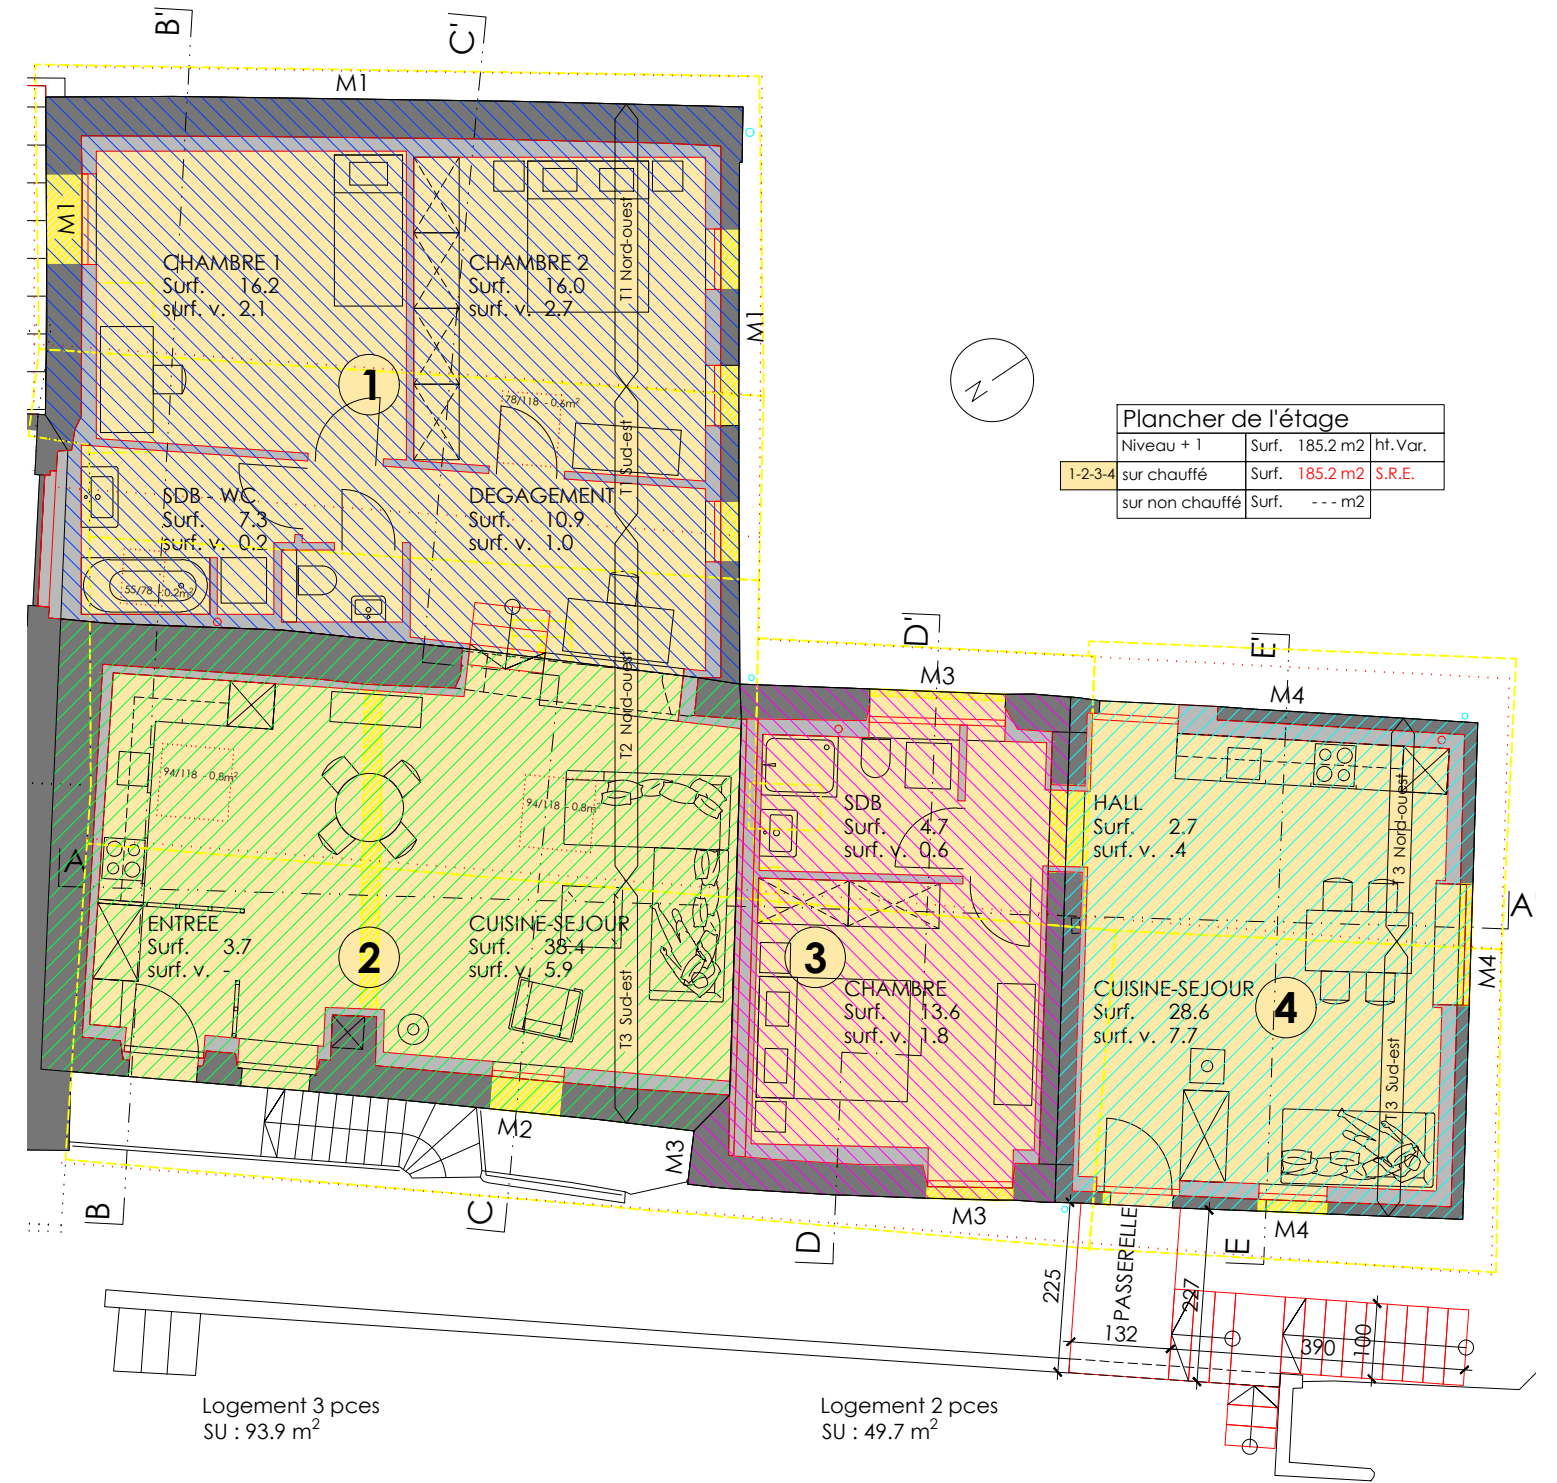 B'
C'
M1
M1
M1
T1 Nord-ouest
CHAMBRE 1
Surf. 16.2
surf. v. 2.1
CHAMBRE 2
Surf. 16.0
surf. v. 2.7
1
78/118 - 0.6m²
Sud-est
N
Plancher de l'étage
Niveau + 1 Surf. 185.2 m2 ht.Var.
1-2-3-4 sur chauffé Surf. 185.2 m2 S.R.E.
sur non chauffé Surf. - - - m2
SDB - WC
Surf. 7.3
surf. v. 0.2
DEGAGEMENT
Surf. 10.9
surf. v. 1.0
55/78 - 0.2m²
D'
E'
M3
M4
T2 Nord-ouest
94/118 - 0.8m²
94/118 - 0.8m²
SDB
Surf. 4.7
surf. v. 0.6
HALL
Surf. 2.7
surf. v. .4
T3 Nord-ouest
A
A
ENTREE
Surf. 3.7
surf. v. -
2
CUISINE-SEJOUR
Surf. 38.4
surf. v. 5.9
3
CHAMBRE
Surf. 13.6
surf. v. 1.8
CUISINE-SEJOUR
Surf. 28.6
surf. v. 7.7
4
M4
T3 Sud-est
T3 Sud-est
M2
M3
M3
M4
B
C
D
E
PASSERELLE
225
227
132
390
100
Logement 3 pces
SU : 93.9 m²
Logement 2 pces
SU : 49.7 m²